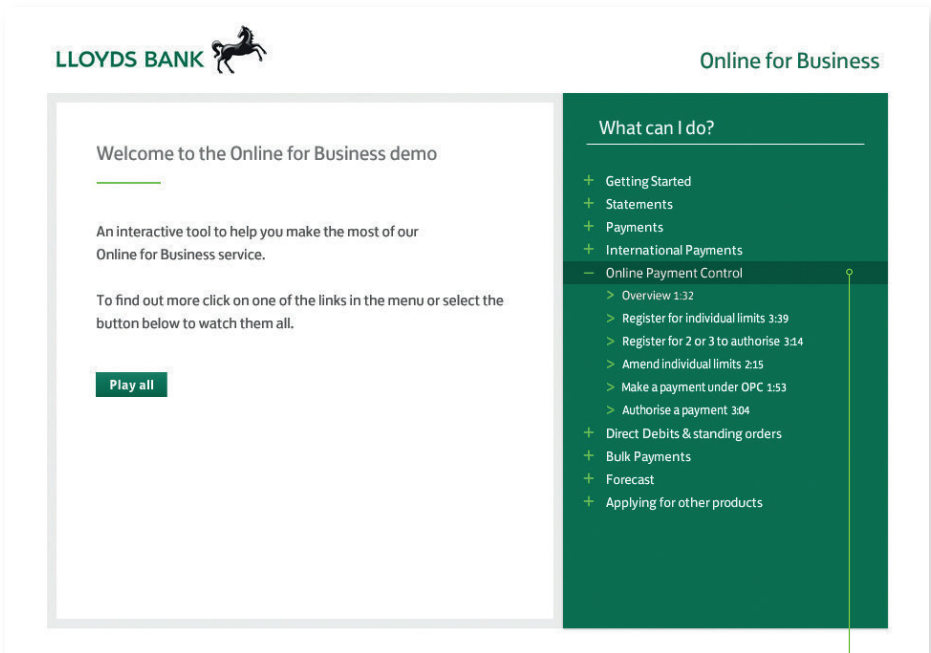 LLOYDS BANK
Online for Business
Welcome to the Online for Business demo
An interactive tool to help you make the most of our
Online for Business service.
To find out more click on one of the links in the menu or select the
button below to watch them all.
Play all
What can I do?
+ Getting Started
+ Statements
+ Payments
+ International Payments
– Online Payment Control
> Overview 1:32
> Register for individual limits 3:39
> Register for 2 or 3 to authorise 3:14
> Amend individual limits 2:15
> Make a payment under OPC 1:53
> Authorise a payment 3:04
+ Direct Debits & standing orders
+ Bulk Payments
+ Forecast
+ Applying for other products